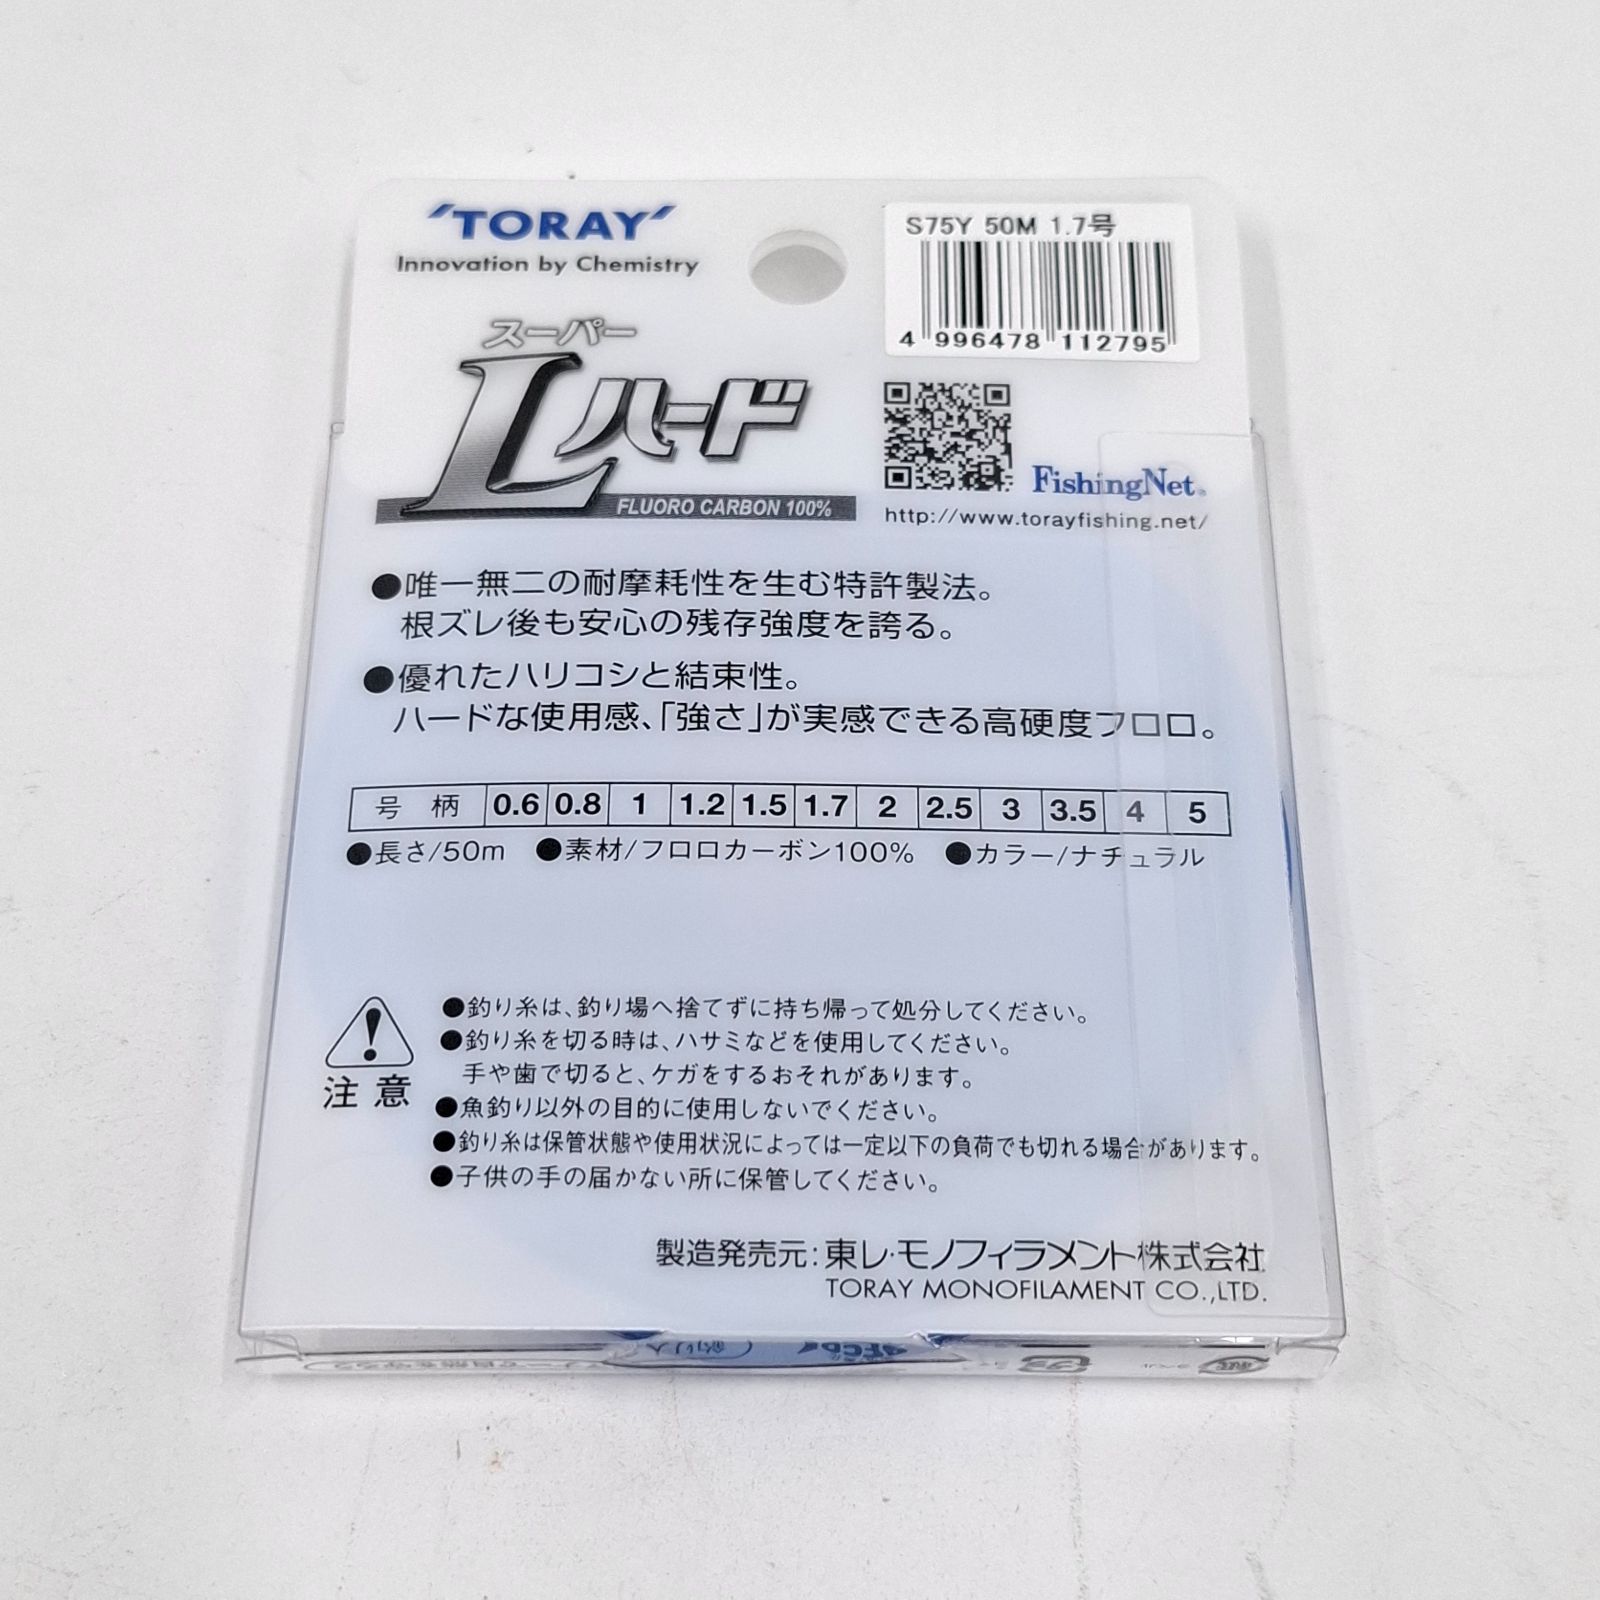 TORAY
Innovation by Chemistry
S75Y 50M 1.7号
4 996478 112795
スーパー
Lハード
FLUORO CARBON 100%
FishingNet®
http://www.torayfishing.net/
●唯一無二の耐摩耗性を生む特許製法。
根ズレ後も安心の残存強度を誇る。
●優れたハリコシと結束性。
ハードな使用感、「強さ」が実感できる高硬度フロロ。
号 柄 0.6 0.8 1 1.2 1.5 1.7 2 2.5 3 3.5 4 5
●長さ/50m ●素材/フロロカーボン100% ●カラー/ナチュラル
注 意
●釣り糸は、釣り場へ捨てずに持ち帰って処分してください。
●釣り糸を切る時は、ハサミなどを使用してください。
手や歯で切ると、ケガをするおそれがあります。
●魚釣り以外の目的に使用しないでください。
●釣り糸は保管状態や使用状況によっては一定以下の負荷でも切れる場合があります。
●子供の手の届かない所に保管してください。
製造発売元:東レ・モノフィラメント株式会社
TORAY MONOFILAMENT CO.,LTD.